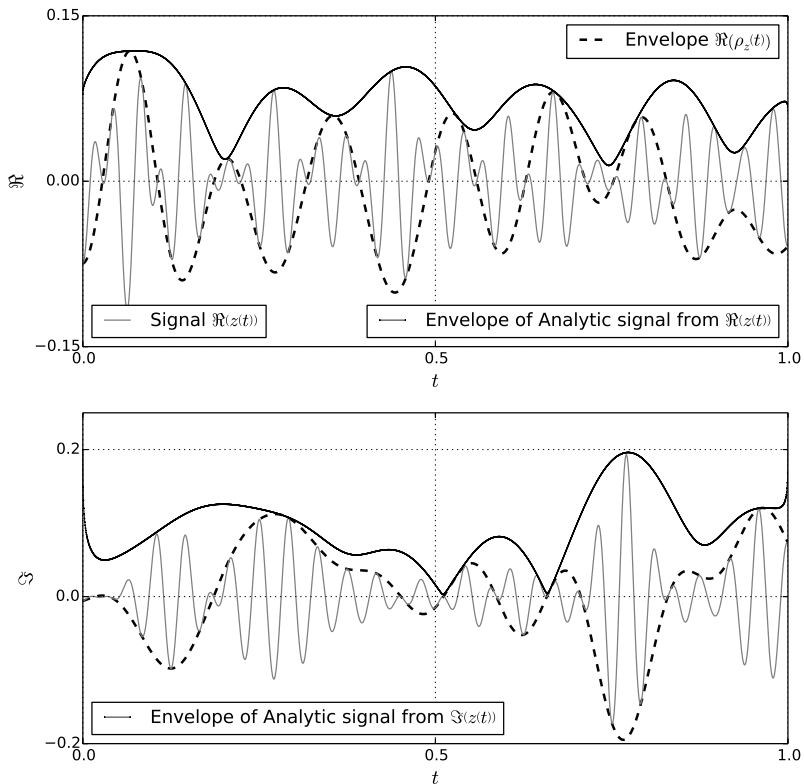 0.15
Envelope ℜ(ρ_z(t))
0.00
ℜ
Signal ℜ(z(t))
Envelope of Analytic signal from ℜ(z(t))
−0.15
0.0 0.5 1.0
t
0.2
ℑ
0.0
Envelope of Analytic signal from ℑ(z(t))
−0.2
0.0 0.5 1.0
t